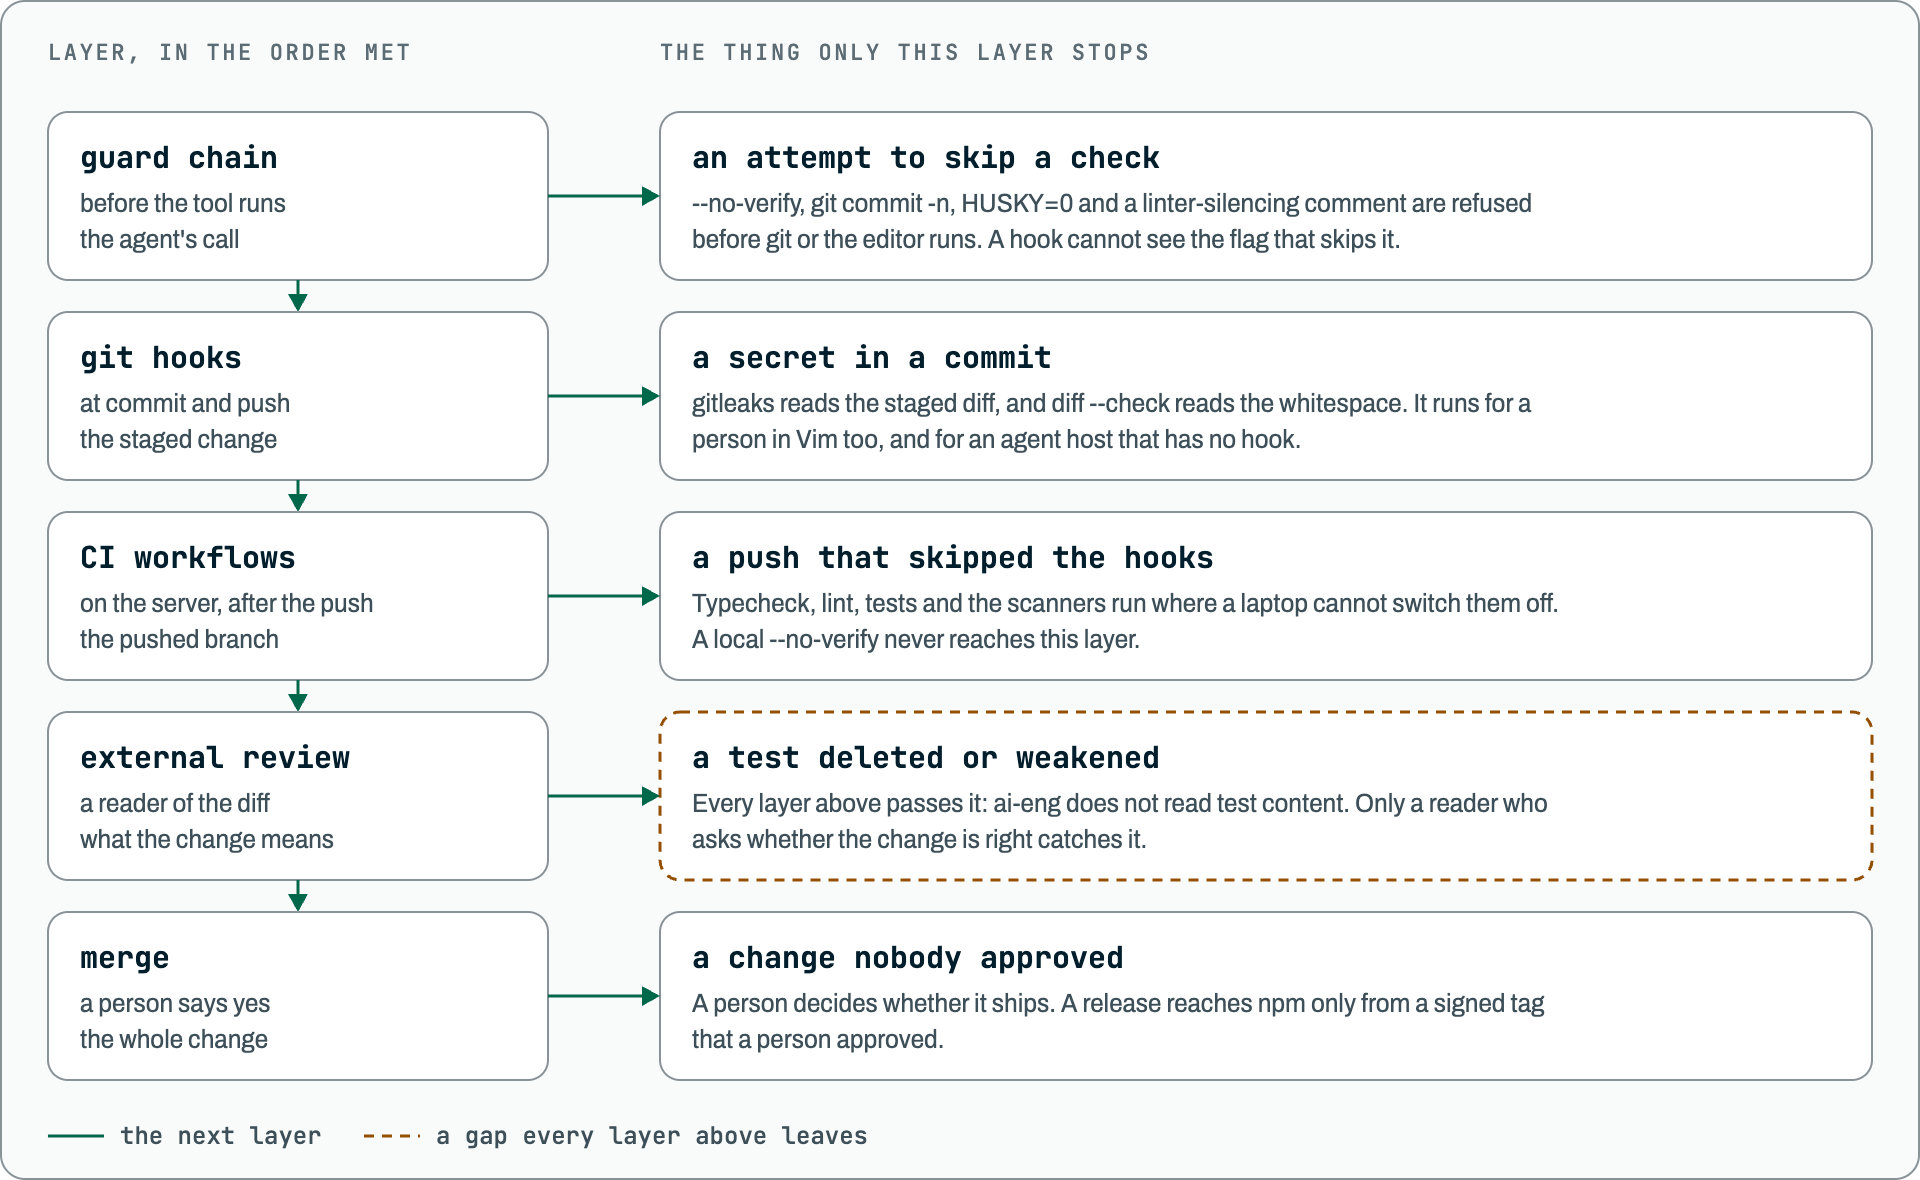 LAYER, IN THE ORDER MET
THE THING ONLY THIS LAYER STOPS
guard chain
before the tool runs
the agent's call
an attempt to skip a check
--no-verify, git commit -n, HUSKY=0 and a linter-silencing comment are refused
before git or the editor runs. A hook cannot see the flag that skips it.
git hooks
at commit and push
the staged change
a secret in a commit
gitleaks reads the staged diff, and diff --check reads the whitespace. It runs for a
person in Vim too, and for an agent host that has no hook.
CI workflows
on the server, after the push
the pushed branch
a push that skipped the hooks
Typecheck, lint, tests and the scanners run where a laptop cannot switch them off.
A local --no-verify never reaches this layer.
external review
a reader of the diff
what the change means
a test deleted or weakened
Every layer above passes it: ai-eng does not read test content. Only a reader who
asks whether the change is right catches it.
merge
a person says yes
the whole change
a change nobody approved
A person decides whether it ships. A release reaches npm only from a signed tag
that a person approved.
the next layer
a gap every layer above leaves